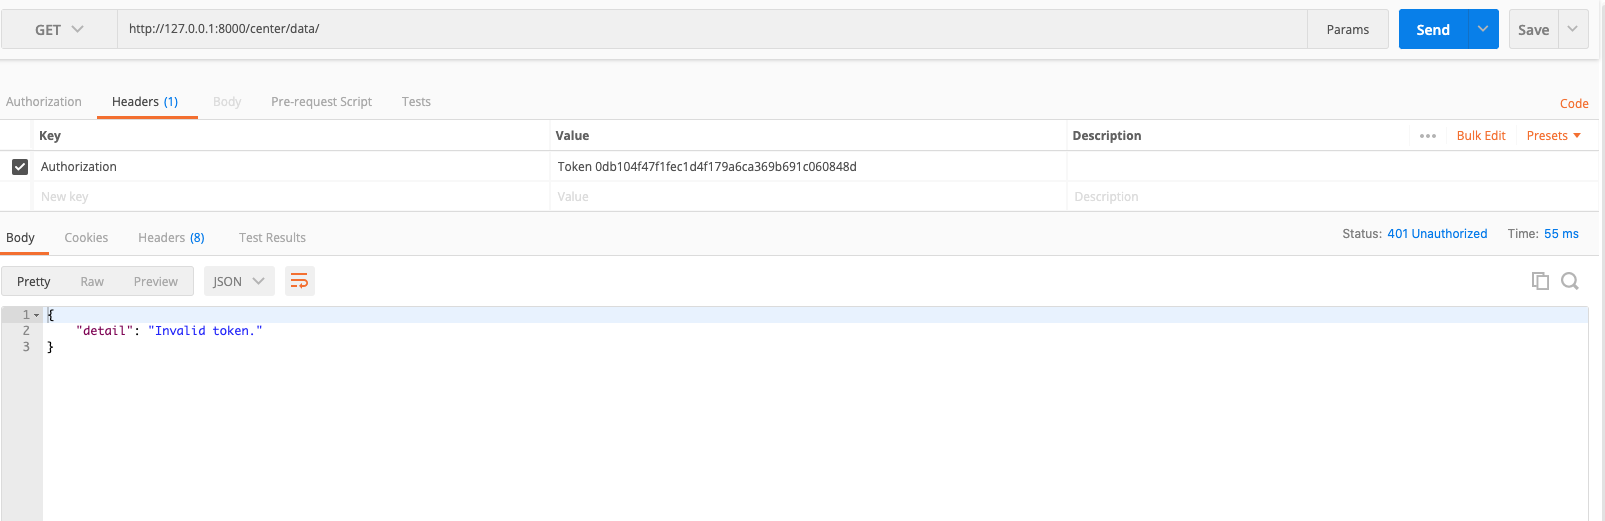 GET http://127.0.0.1:8000/center/data/ Params Send Save
Authorization Headers (1) Body Pre-request Script Tests Code
Key Value Description Bulk Edit Presets
Authorization Token 0db104f47f1fec1d4f179a6ca369b691c060848d
New key Value Description
Body Cookies Headers (8) Test Results Status: 401 Unauthorized Time: 55 ms
Pretty Raw Preview JSON
1 {
2 "detail": "Invalid token."
3 }